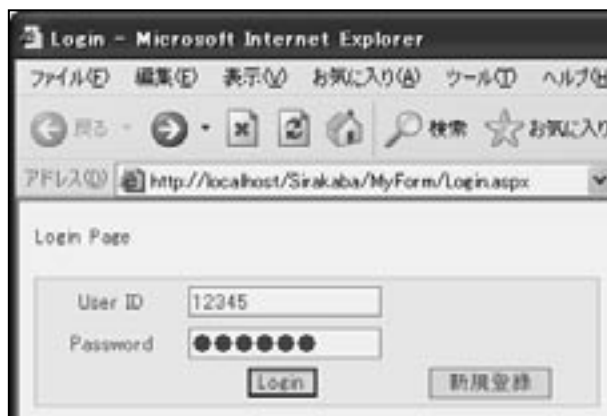 Login - Microsoft Internet Explorer
ファイル(F) 編集(E) 表示(V) お気に入り(A) ツール(T) ヘルプ(H
戻る 検索 お気に入り
アドレス(D) http://localhost/Sirakaba/MyForm/Login.aspx
Login Page
User ID 12345
Password ●●●●●●
Login 新規登録